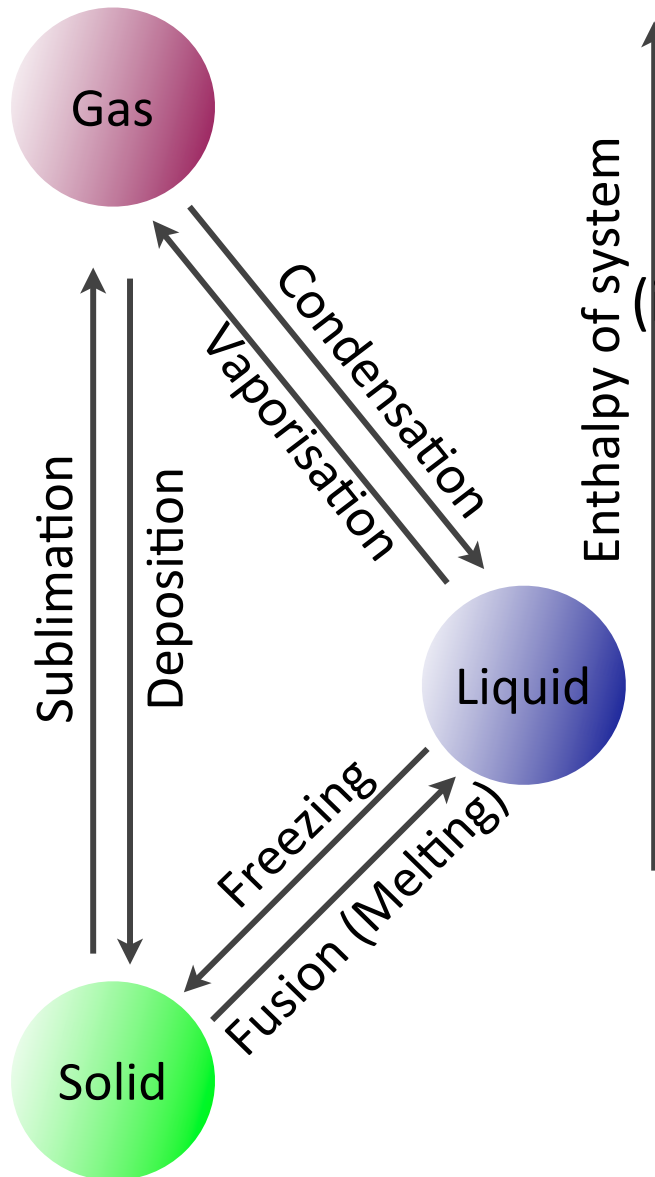 Gas
Condensation
Vaporisation
Enthalpy of system
(
Sublimation
Deposition
Liquid
Freezing
Fusion (Melting)
Solid